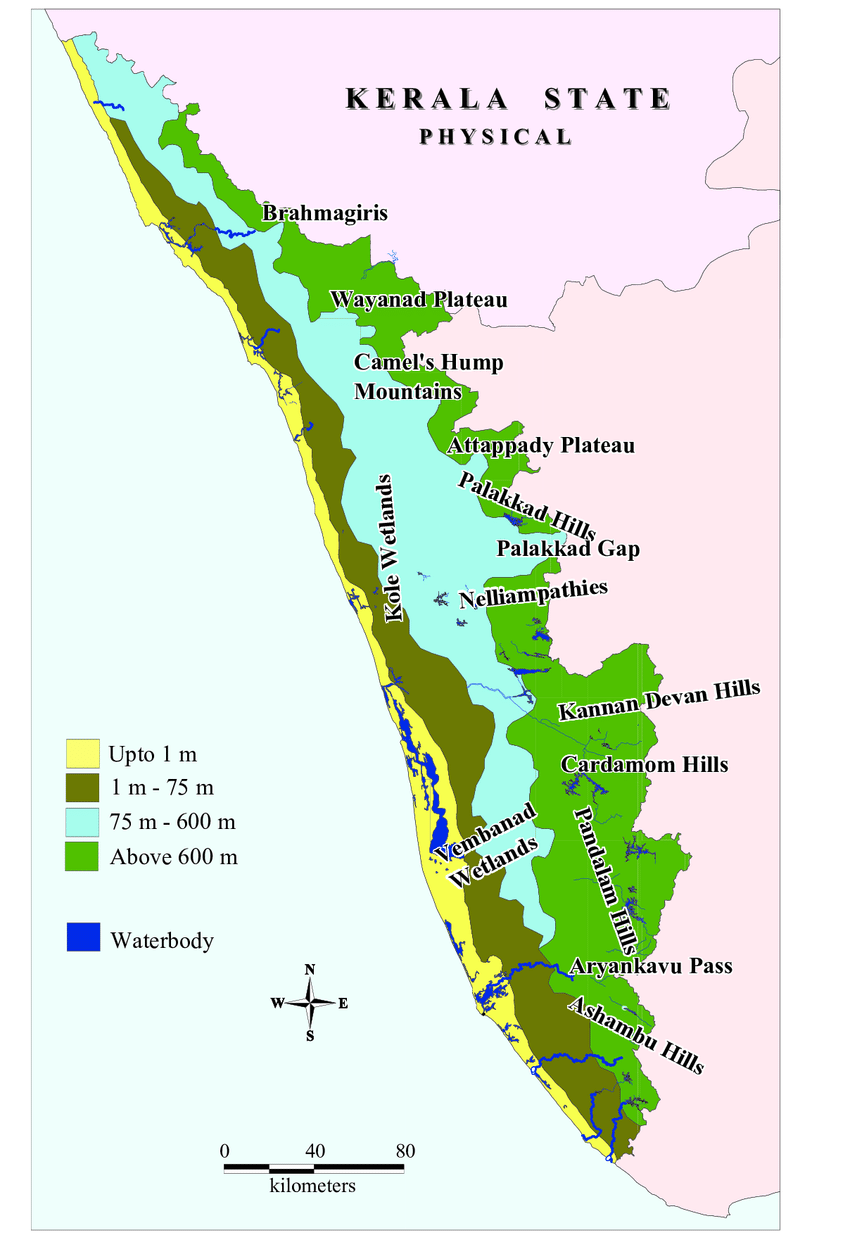 KERALA STATE
PHYSICAL
Brahmagiris
Wayanad Plateau
Camel's Hump
Mountains
Attappady Plateau
Palakkad Hills
Palakkad Gap
Kole Wetlands
Nelliampathies
Kannan Devan Hills
Cardamom Hills
Vembanad
Wetlands
Pandalam Hills
Aryankavu Pass
Ashambu Hills
Upto 1 m
1 m - 75 m
75 m - 600 m
Above 600 m
Waterbody
N
W E
S
0 40 80
kilometers